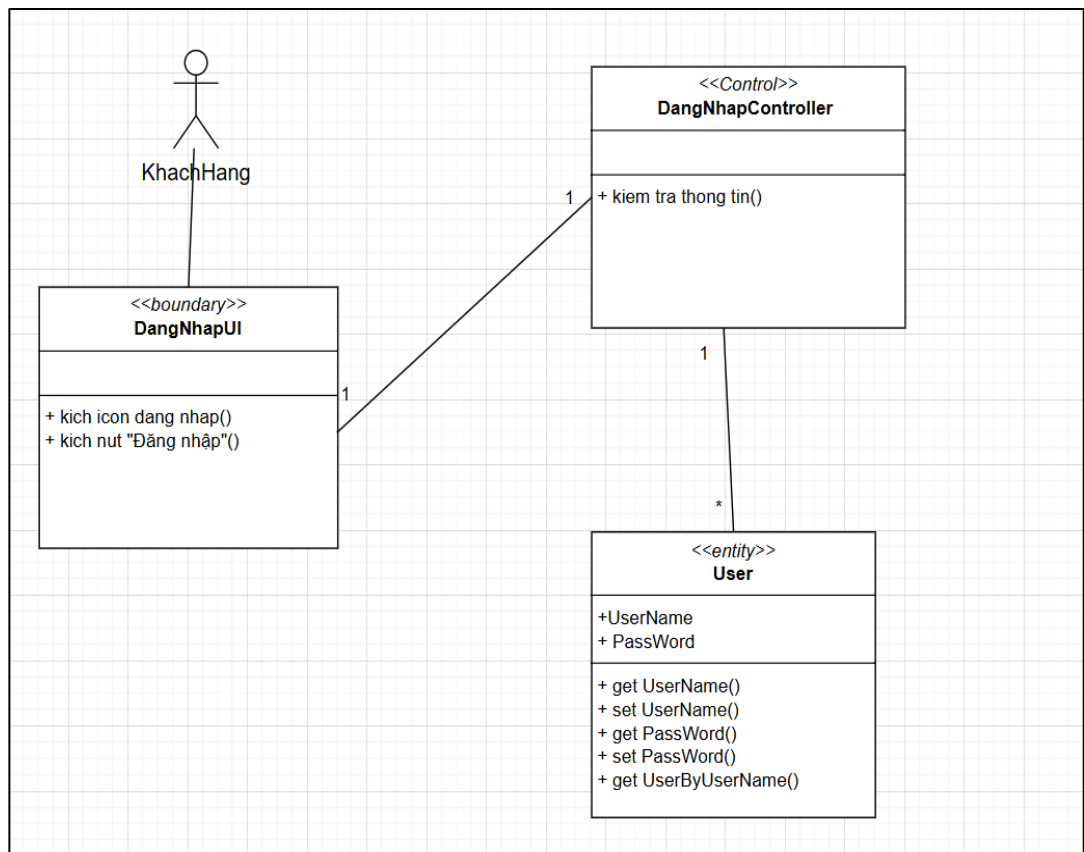 KhachHang
<<boundary>>
DangNhapUI
+ kich icon dang nhap()
+ kich nut "Đăng nhập"()
1
1
<<Control>>
DangNhapController
+ kiem tra thong tin()
1
*
<<entity>>
User
+UserName
+ PassWord
+ get UserName()
+ set UserName()
+ get PassWord()
+ set PassWord()
+ get UserByUserName()